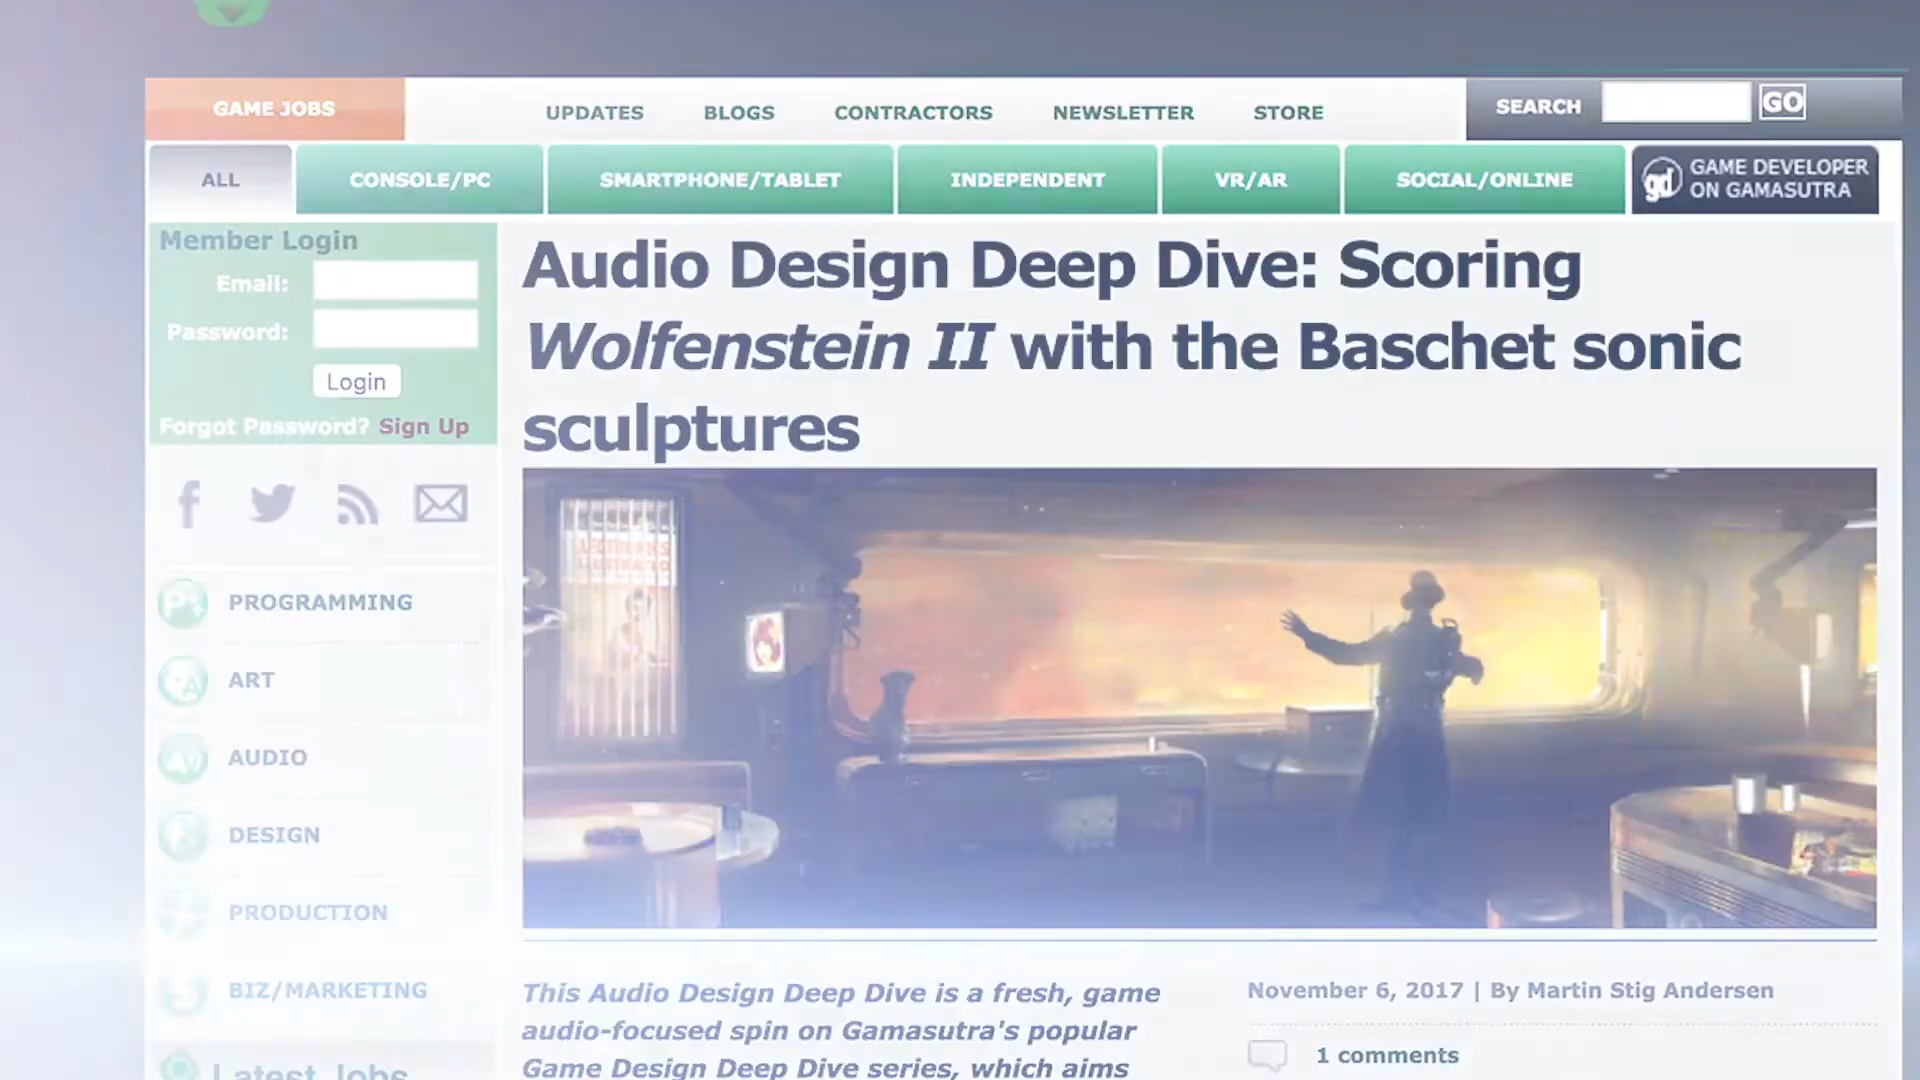 GAME JOBS
UPDATES BLOGS CONTRACTORS NEWSLETTER STORE
SEARCH GO
ALL CONSOLE/PC SMARTPHONE/TABLET INDEPENDENT VR/AR SOCIAL/ONLINE
gd GAME DEVELOPER
ON GAMASUTRA
Member Login
Email:
Password:
Login
Forgot Password? Sign Up
PROGRAMMING
ART
AUDIO
DESIGN
PRODUCTION
BIZ/MARKETING
Latest Jobs
Audio Design Deep Dive: Scoring
Wolfenstein II with the Baschet sonic
sculptures
This Audio Design Deep Dive is a fresh, game
audio-focused spin on Gamasutra's popular
Game Design Deep Dive series, which aims
November 6, 2017 | By Martin Stig Andersen
1 comments